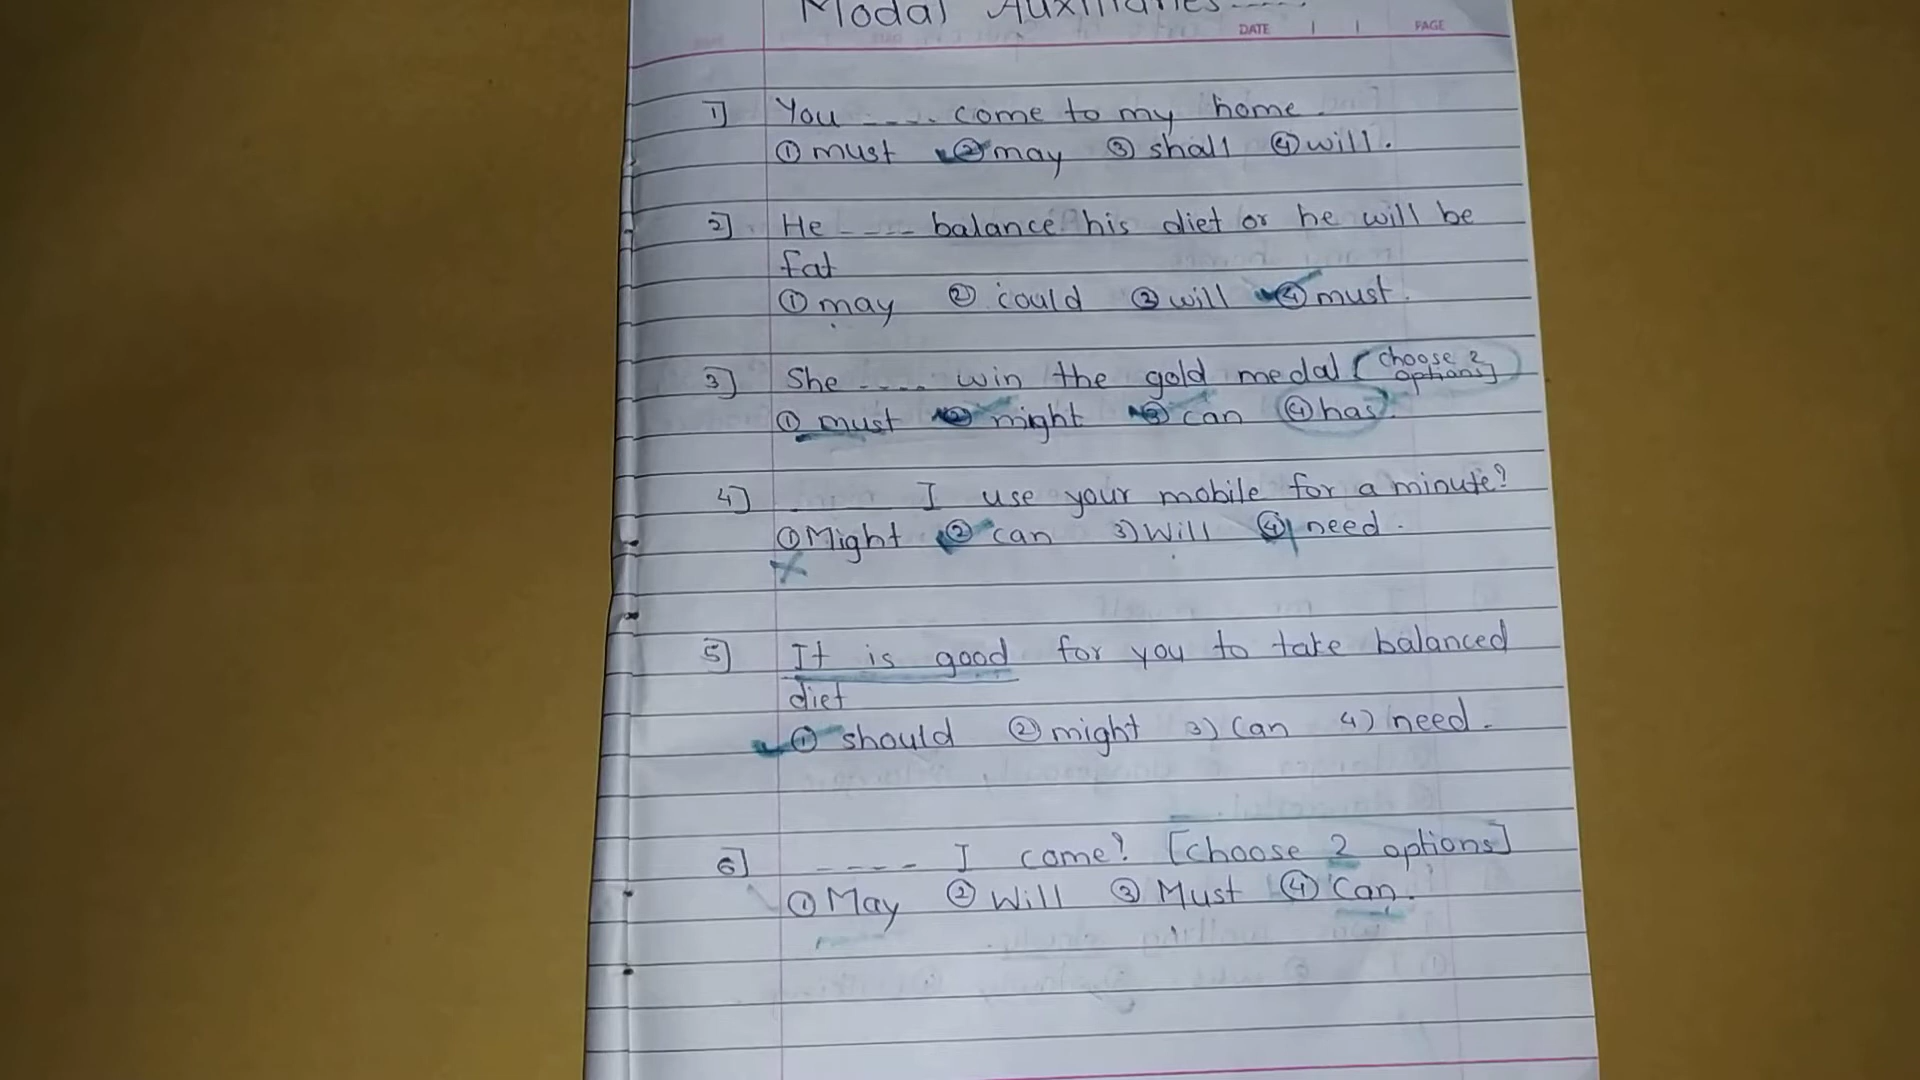 Modal Auxiliaries-----
DATE | | PAGE
1] You ---- come to my home.
① must ② may ③ shall ④ will.
2] He ---- balance his diet or he will be
fat
① may ② could ③ will ④ must.
3] She ---- win the gold medal [choose 2 options]
① must ② might ③ can ④ has.
4] ---- I use your mobile for a minute?
① Might ② can 3) Will ④ need.
5] It is good for you to take balanced
diet
① should ② might 3) Can 4) need.
6] ---- I come? [choose 2 options]
① May ② Will ③ Must ④ Can.